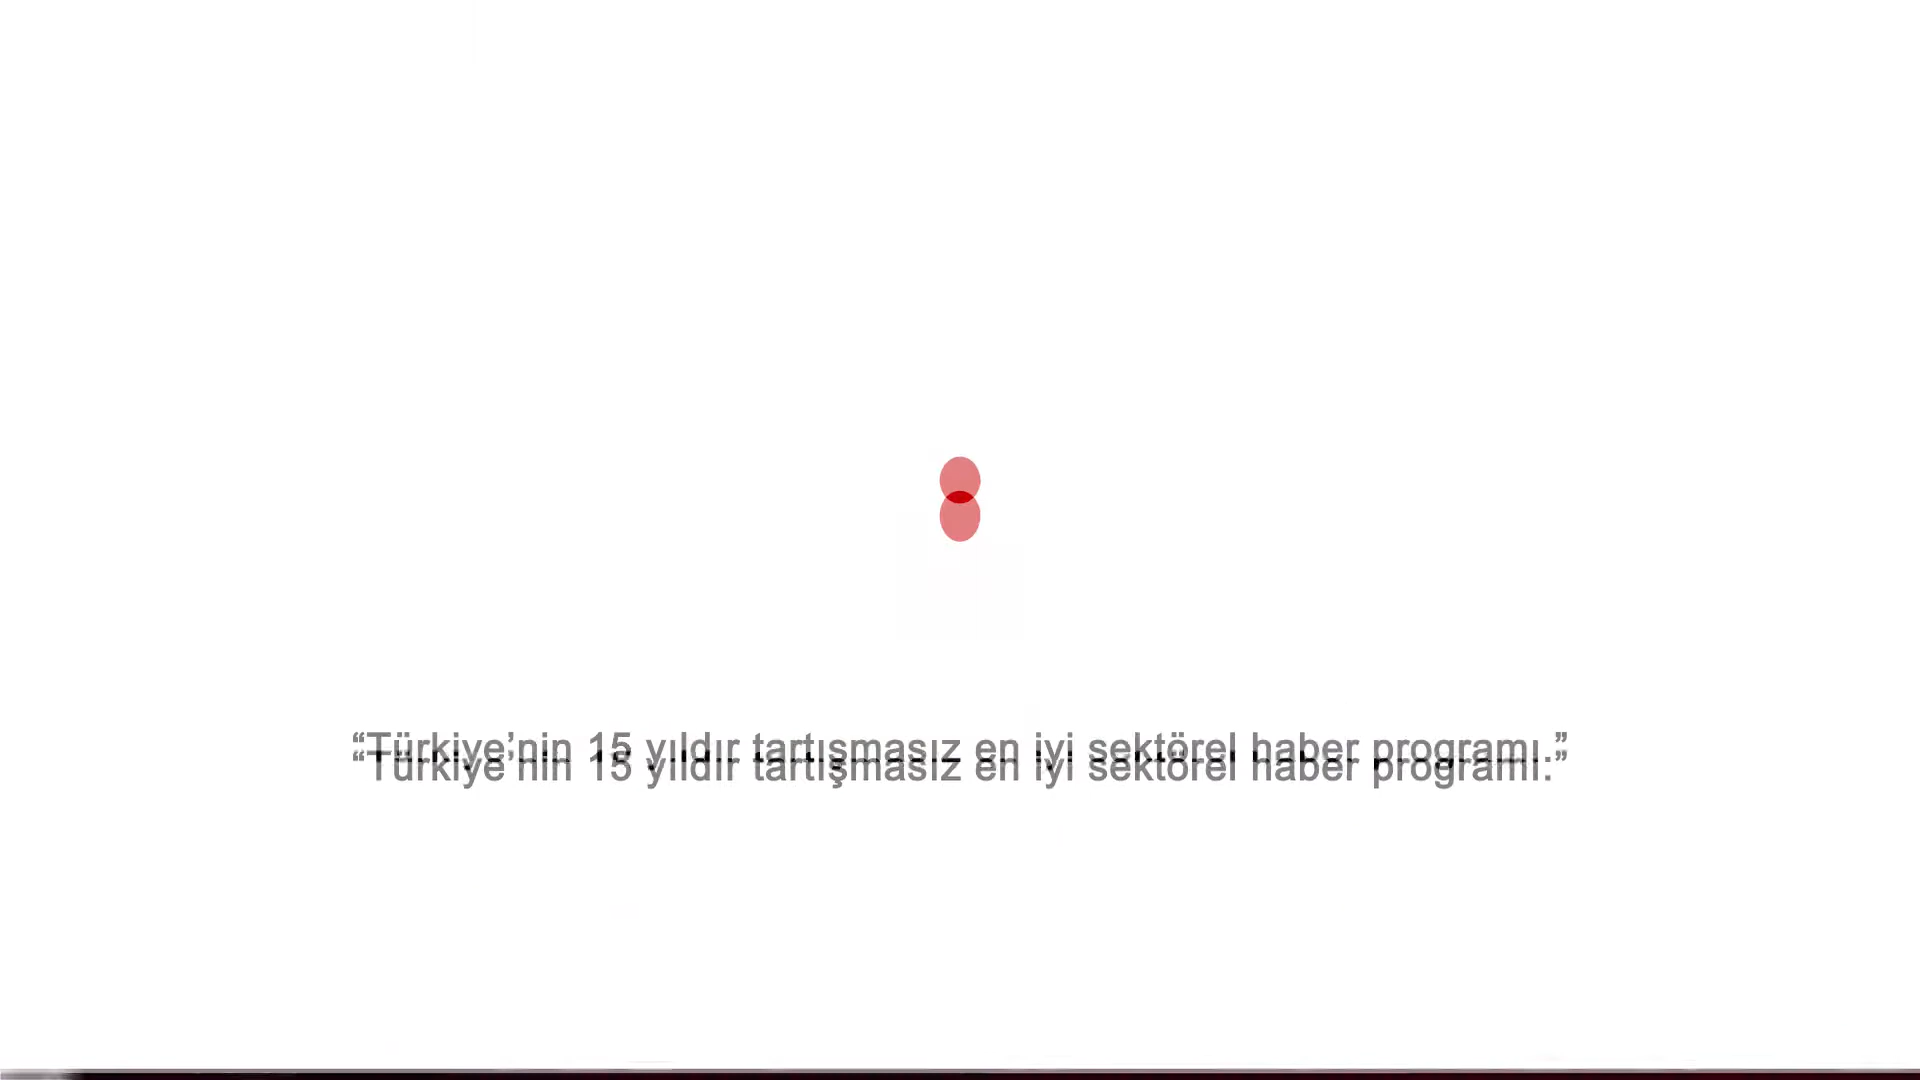 “Türkiye’nin 15 yıldır tartışmasız en iyi sektörel haber programı.”